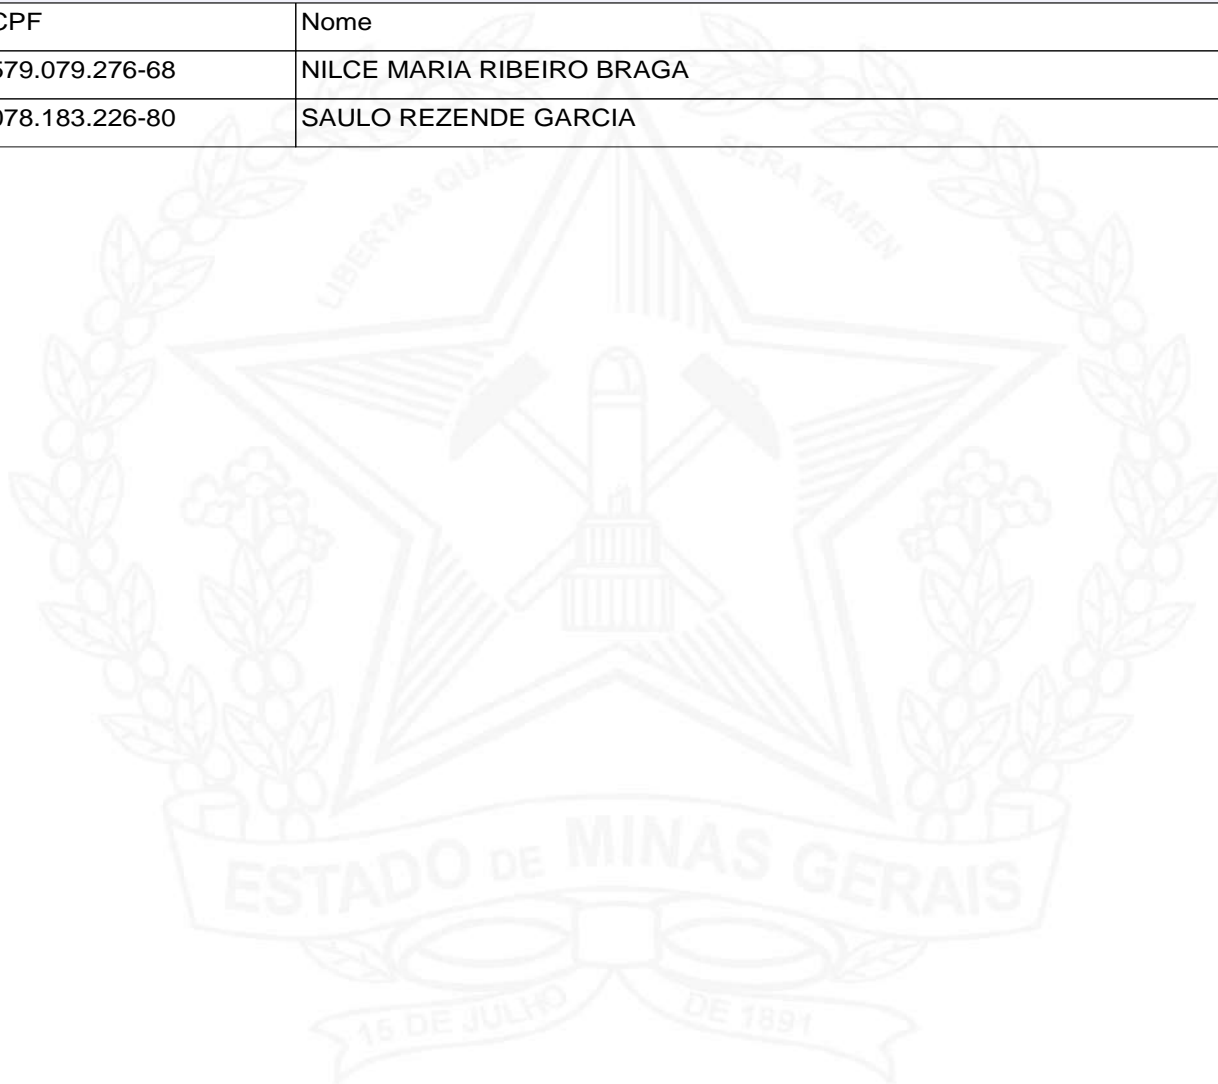 CPF Nome
579.079.276-68 NILCE MARIA RIBEIRO BRAGA
078.183.226-80 SAULO REZENDE GARCIA
LIBERTAS QUAE SERA TAMEN
ESTADO DE MINAS GERAIS
15 DE JULHO DE 1891